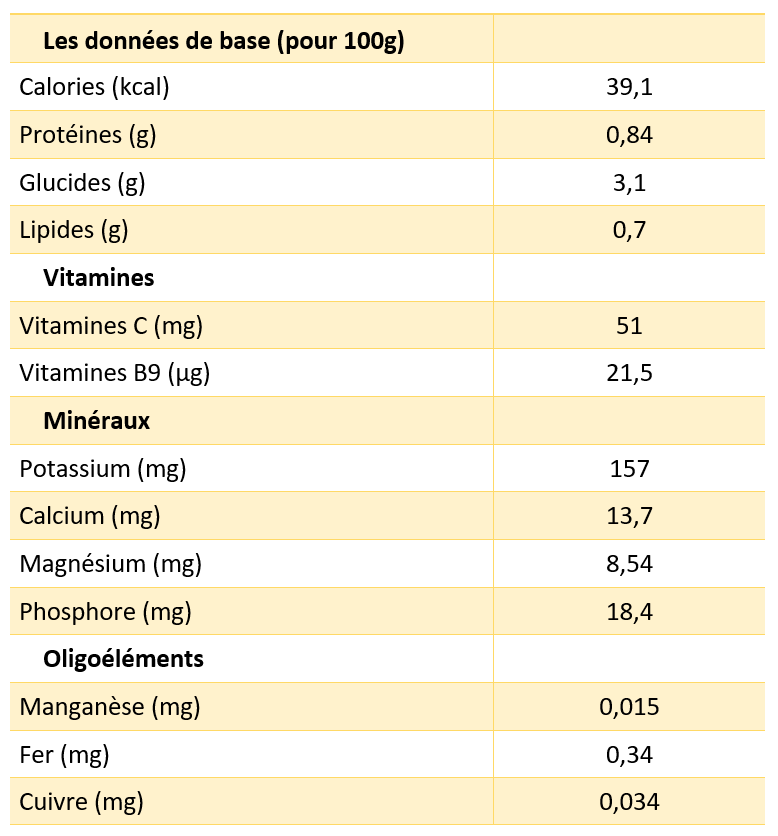 Les données de base (pour 100g)
Calories (kcal) 39,1
Protéines (g) 0,84
Glucides (g) 3,1
Lipides (g) 0,7
Vitamines
Vitamines C (mg) 51
Vitamines B9 (µg) 21,5
Minéraux
Potassium (mg) 157
Calcium (mg) 13,7
Magnésium (mg) 8,54
Phosphore (mg) 18,4
Oligoéléments
Manganèse (mg) 0,015
Fer (mg) 0,34
Cuivre (mg) 0,034